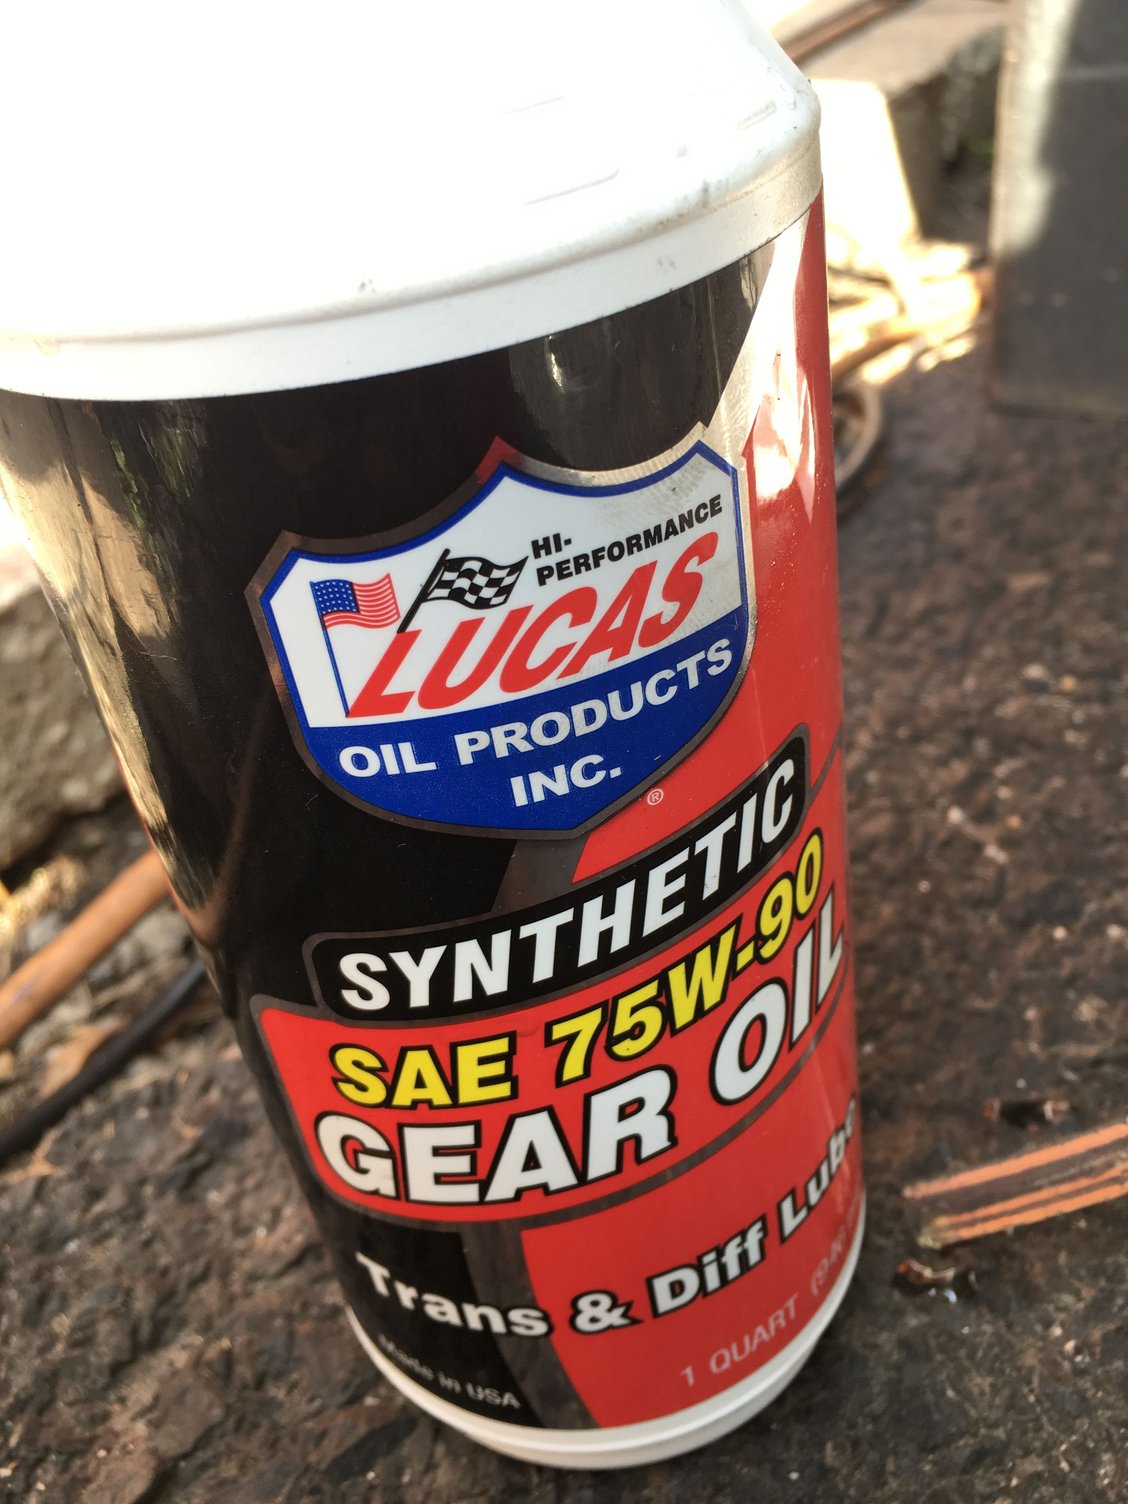 HI-
PERFORMANCE
LUCAS
OIL PRODUCTS
INC.
®
SYNTHETIC
SAE 75W-90
GEAR OIL
Trans & Diff Lube
1 QUART
Made in USA